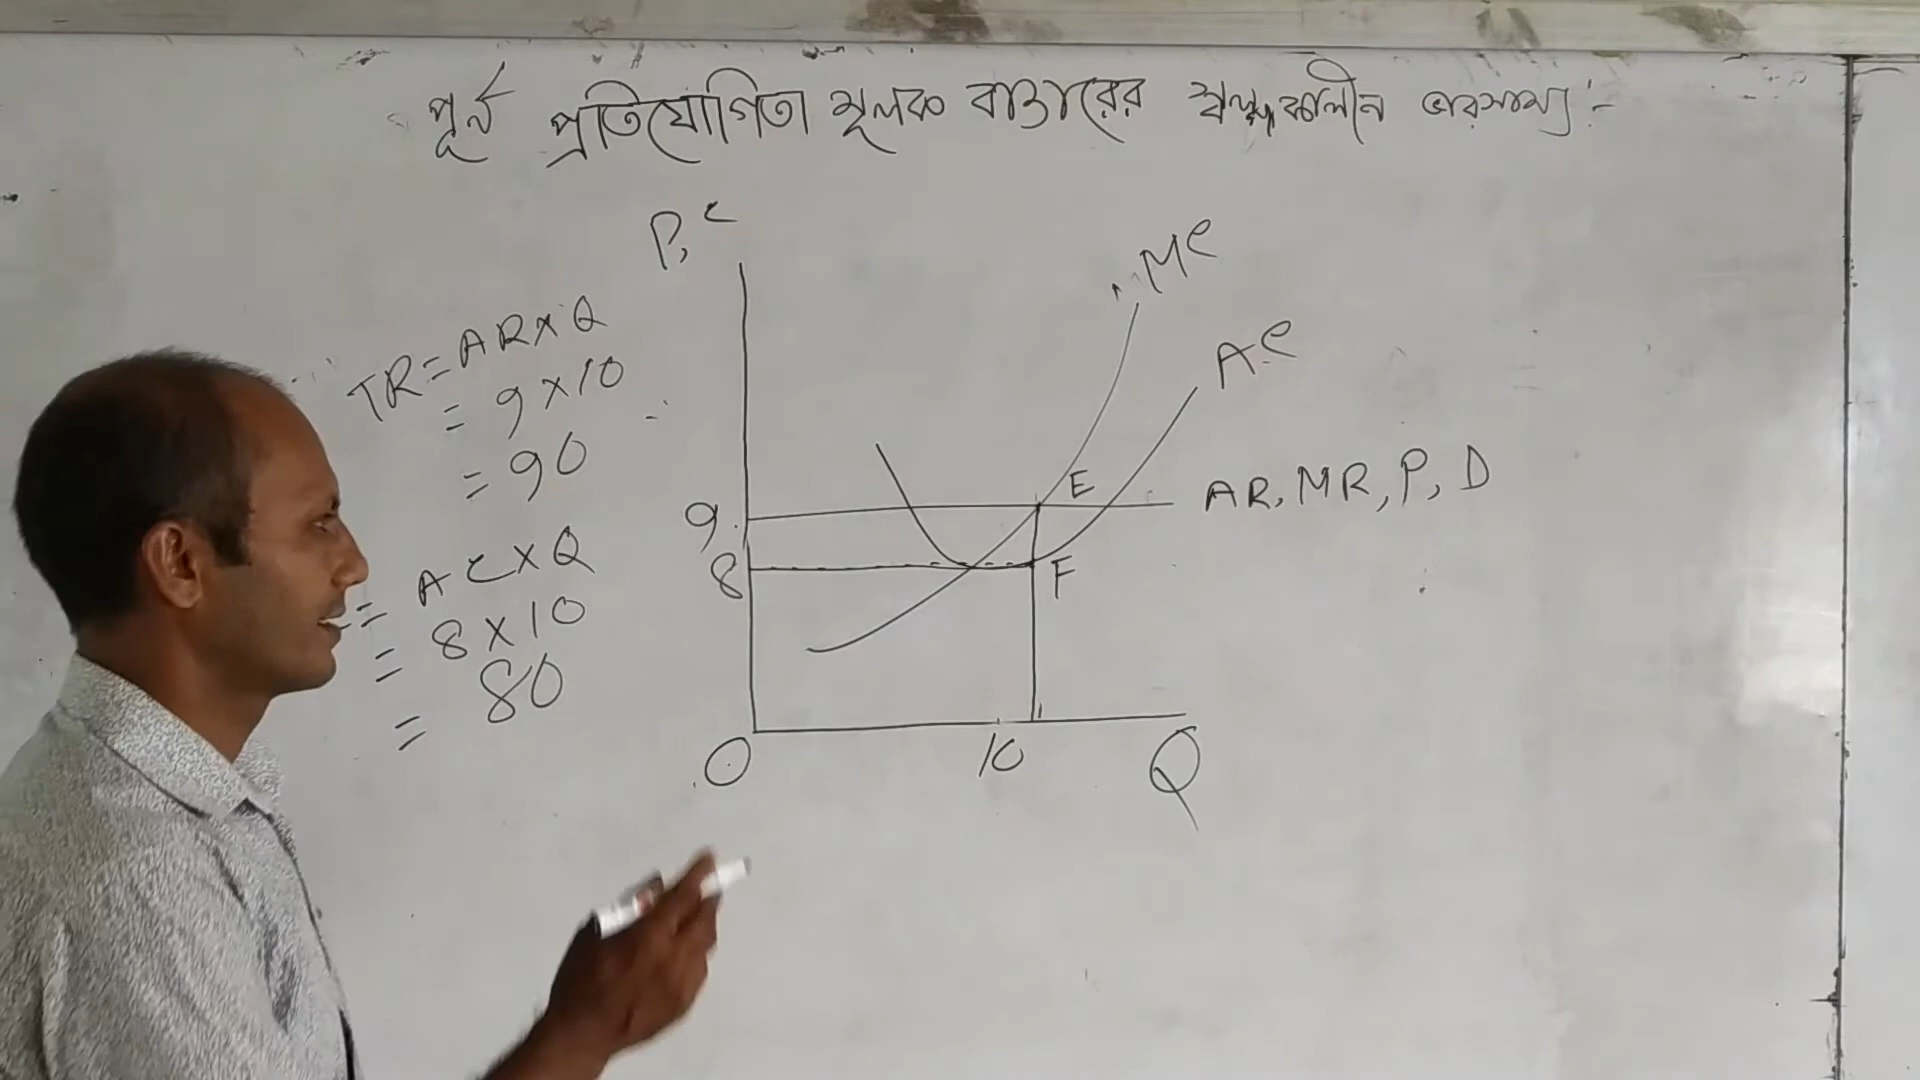 পূর্ন প্রতিযোগিতা মূলক বাজারের স্বল্পকালীন ভারসাম্য :-
P, C
MC
TR = AR x Q
= 9 x 10
= 90
AC
E
AR, MR, P, D
9
8
F
= AC x Q
= 8 x 10
= 80
O
10
Q